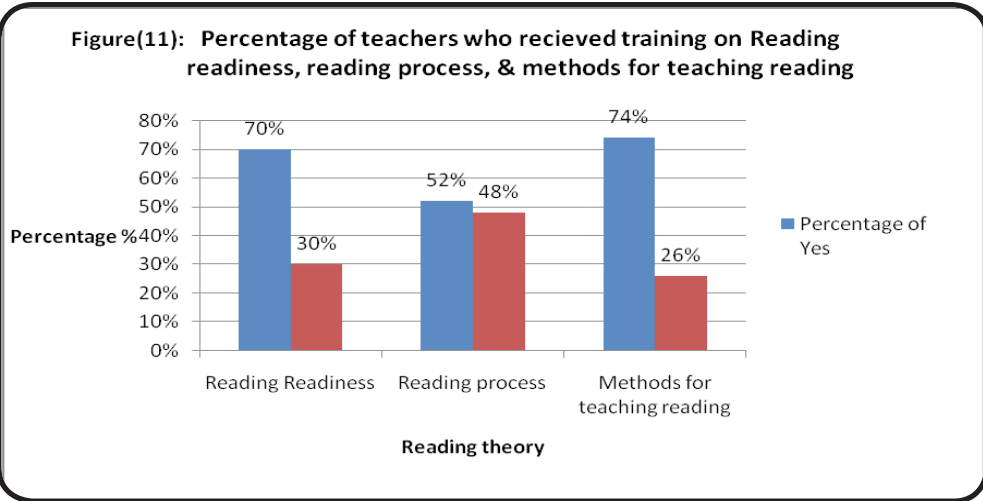 Figure(11): Percentage of teachers who recieved training on Reading
readiness, reading process, & methods for teaching reading
80%
70%
60%
50%
40%
30%
20%
10%
0%
Percentage %
70%
30%
52%
48%
74%
26%
Reading Readiness
Reading process
Methods for
teaching reading
Reading theory
Percentage of
Yes